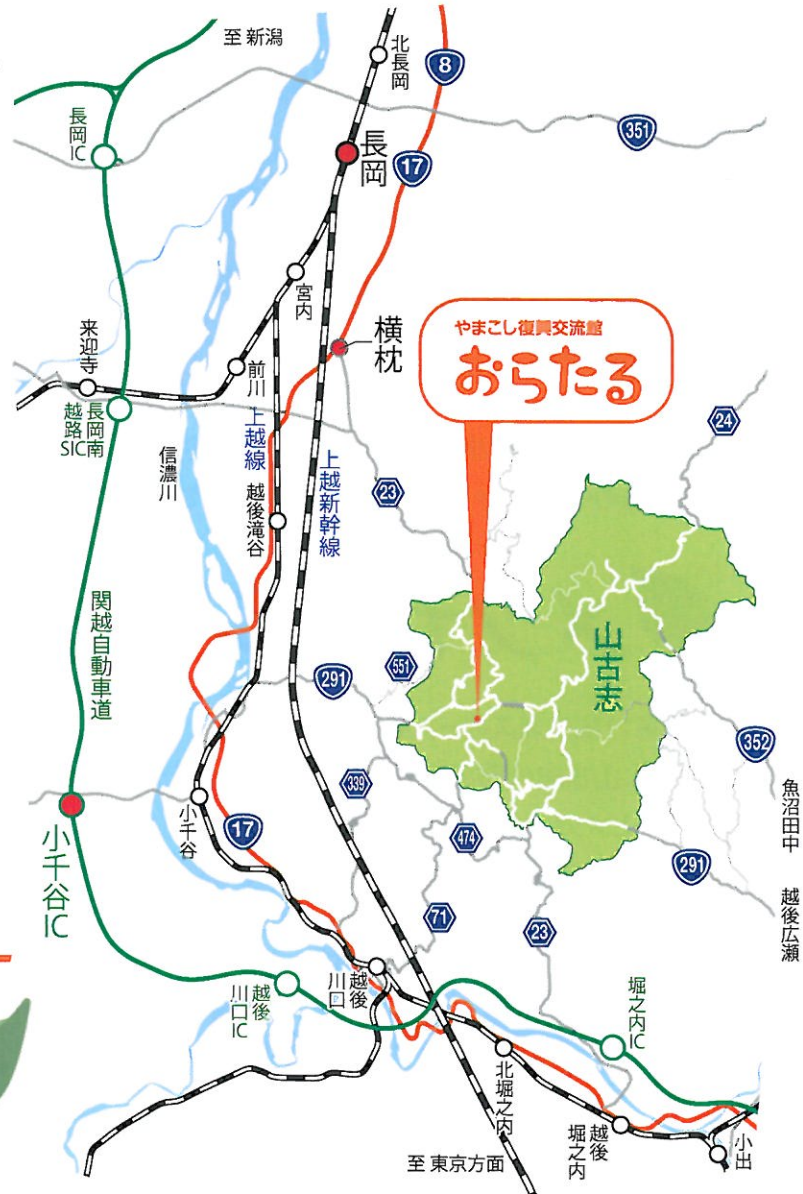 至 新潟
北長岡
8
長岡IC
351
長岡
17
宮内
来迎寺
横枕
前川
やまこし復興交流館
おらたる
長岡南
越路SIC
24
上越線
上越新幹線
信濃川
23
越後滝谷
関越自動車道
山古志
551
291
352
339
小千谷
魚沼田中
小千谷IC
17
474
291
越後広瀬
71
23
越後
川口
越後
川口IC
堀之内IC
北堀之内
越後
堀之内
小出
至 東京方面